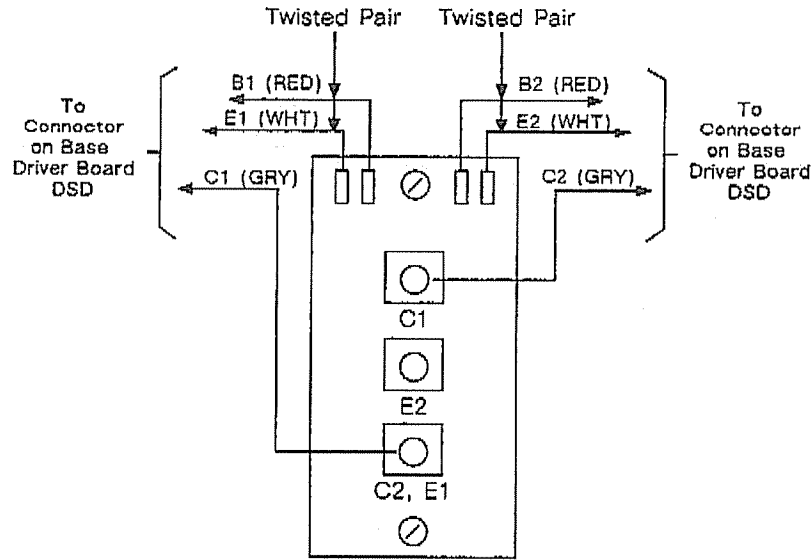 Twisted Pair
Twisted Pair
B1 (RED)
B2 (RED)
E1 (WHT)
E2 (WHT)
C1 (GRY)
C2 (GRY)
To
Connector
on Base
Driver Board
DSD
To
Connector
on Base
Driver Board
DSD
C1
E2
C2, E1